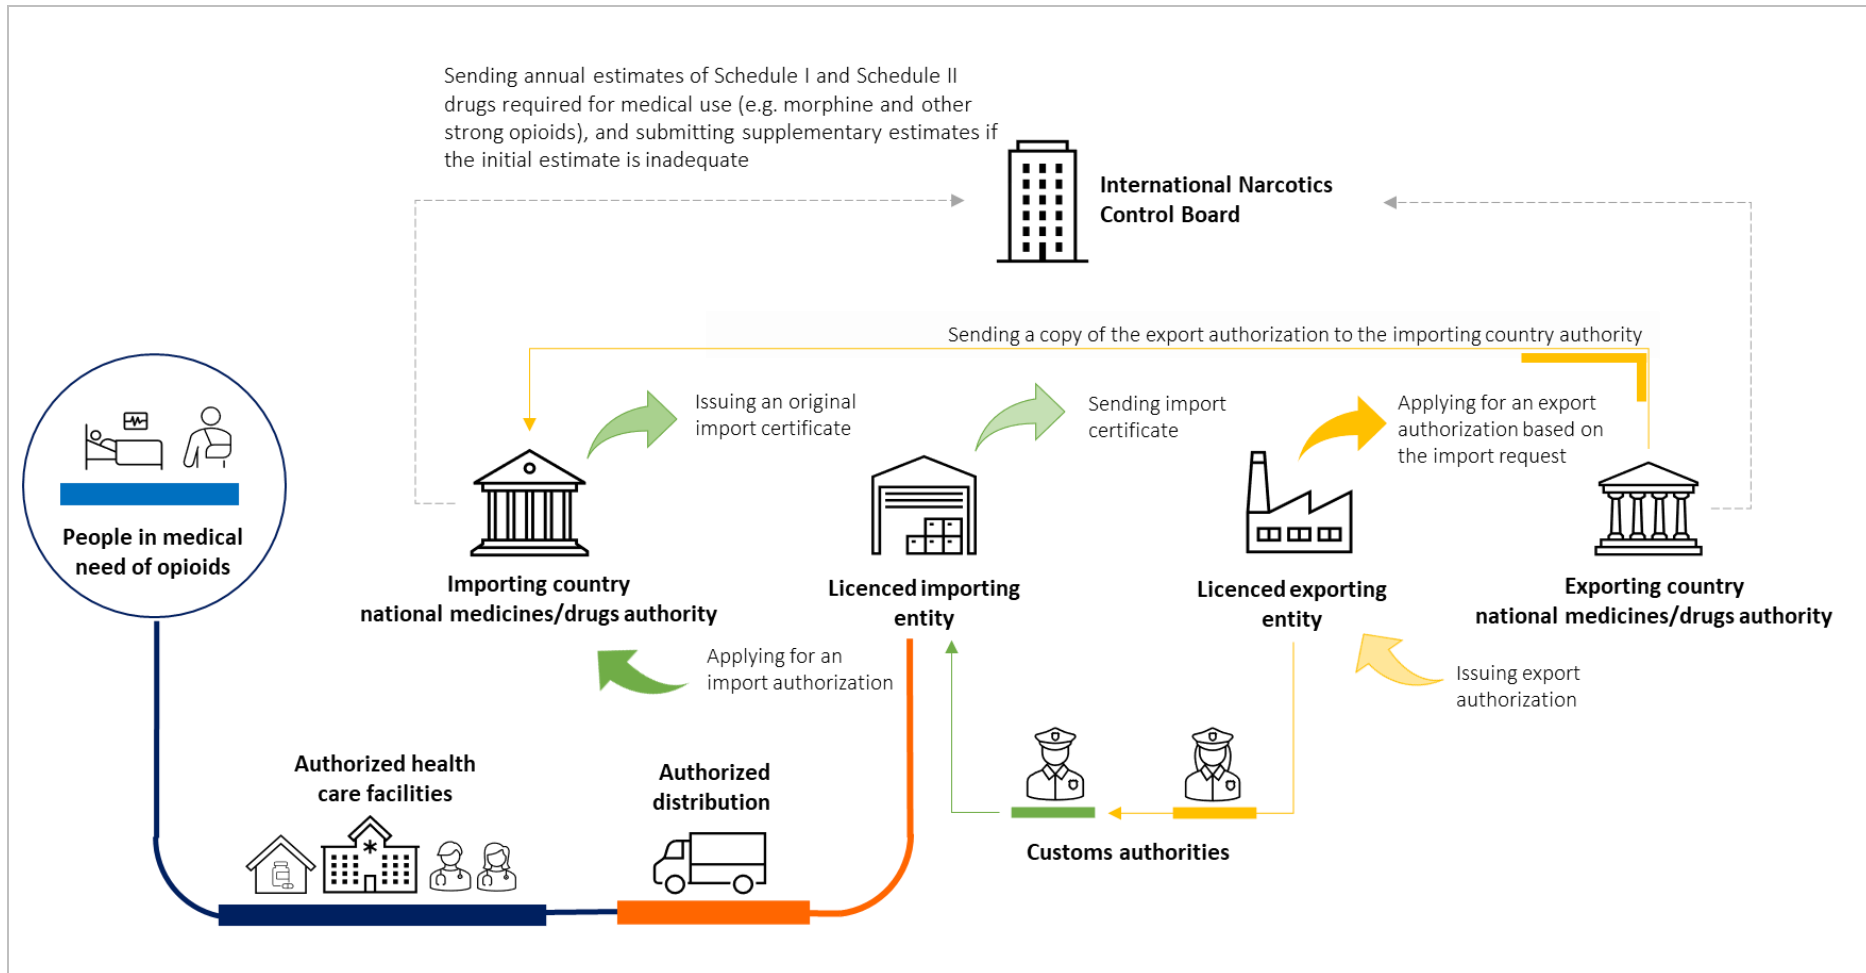 Sending annual estimates of Schedule I and Schedule II
drugs required for medical use (e.g. morphine and other
strong opioids), and submitting supplementary estimates if
the initial estimate is inadequate
International Narcotics
Control Board
Sending a copy of the export authorization to the importing country authority
Issuing an original
import certificate
Sending import
certificate
Applying for an export
authorization based on
the import request
People in medical
need of opioids
Importing country
national medicines/drugs authority
Licenced importing
entity
Licenced exporting
entity
Exporting country
national medicines/drugs authority
Applying for an
import authorization
Issuing export
authorization
Authorized health
care facilities
Authorized
distribution
Customs authorities